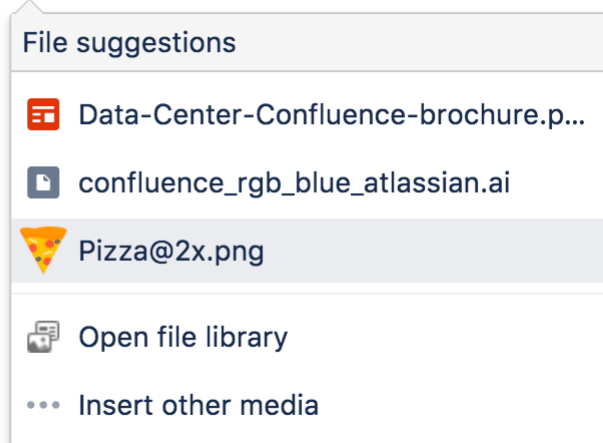 File suggestions
Data-Center-Confluence-brochure.p...
confluence_rgb_blue_atlassian.ai
Pizza@2x.png
Open file library
Insert other media